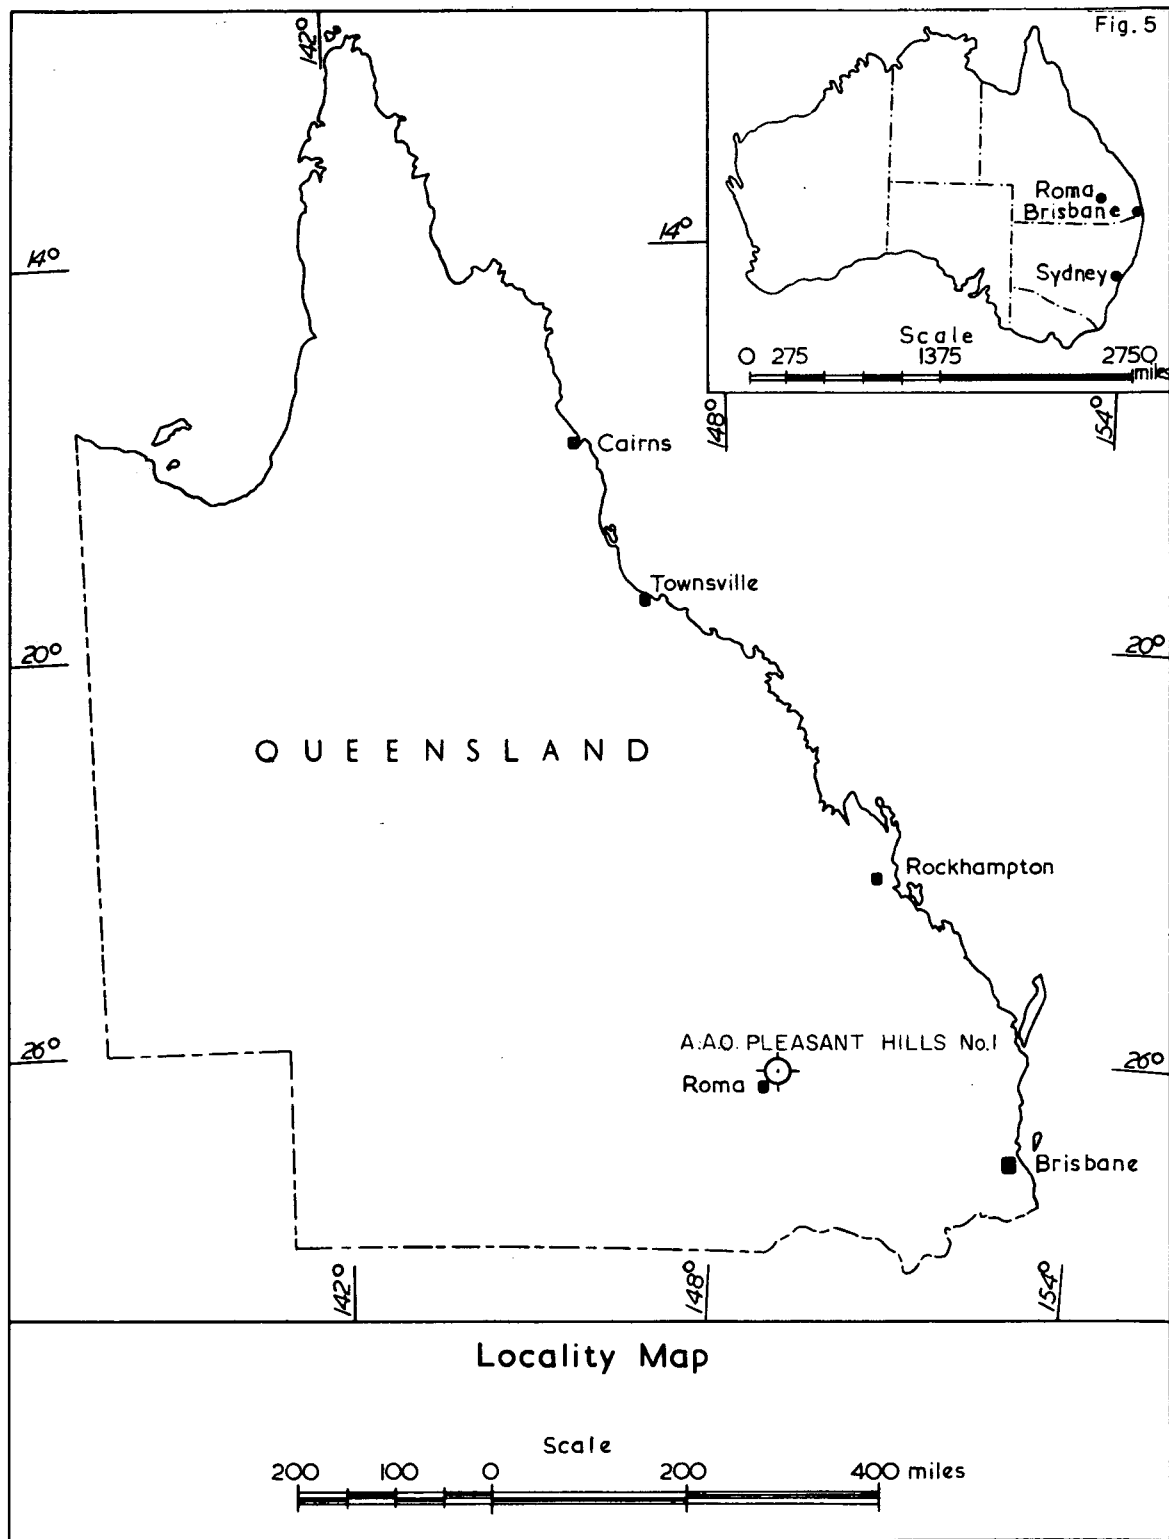 142°
Fig. 5
Roma
Brisbane
Sydney
Scale
0 275 1375 2750
miles
14°
14°
148°
154°
Cairns
Townsville
20°
20°
QUEENSLAND
Rockhampton
A.A.O. PLEASANT HILLS No.1
26°
26°
Roma
Brisbane
142°
148°
154°
Locality Map
Scale
200 100 0 200 400 miles